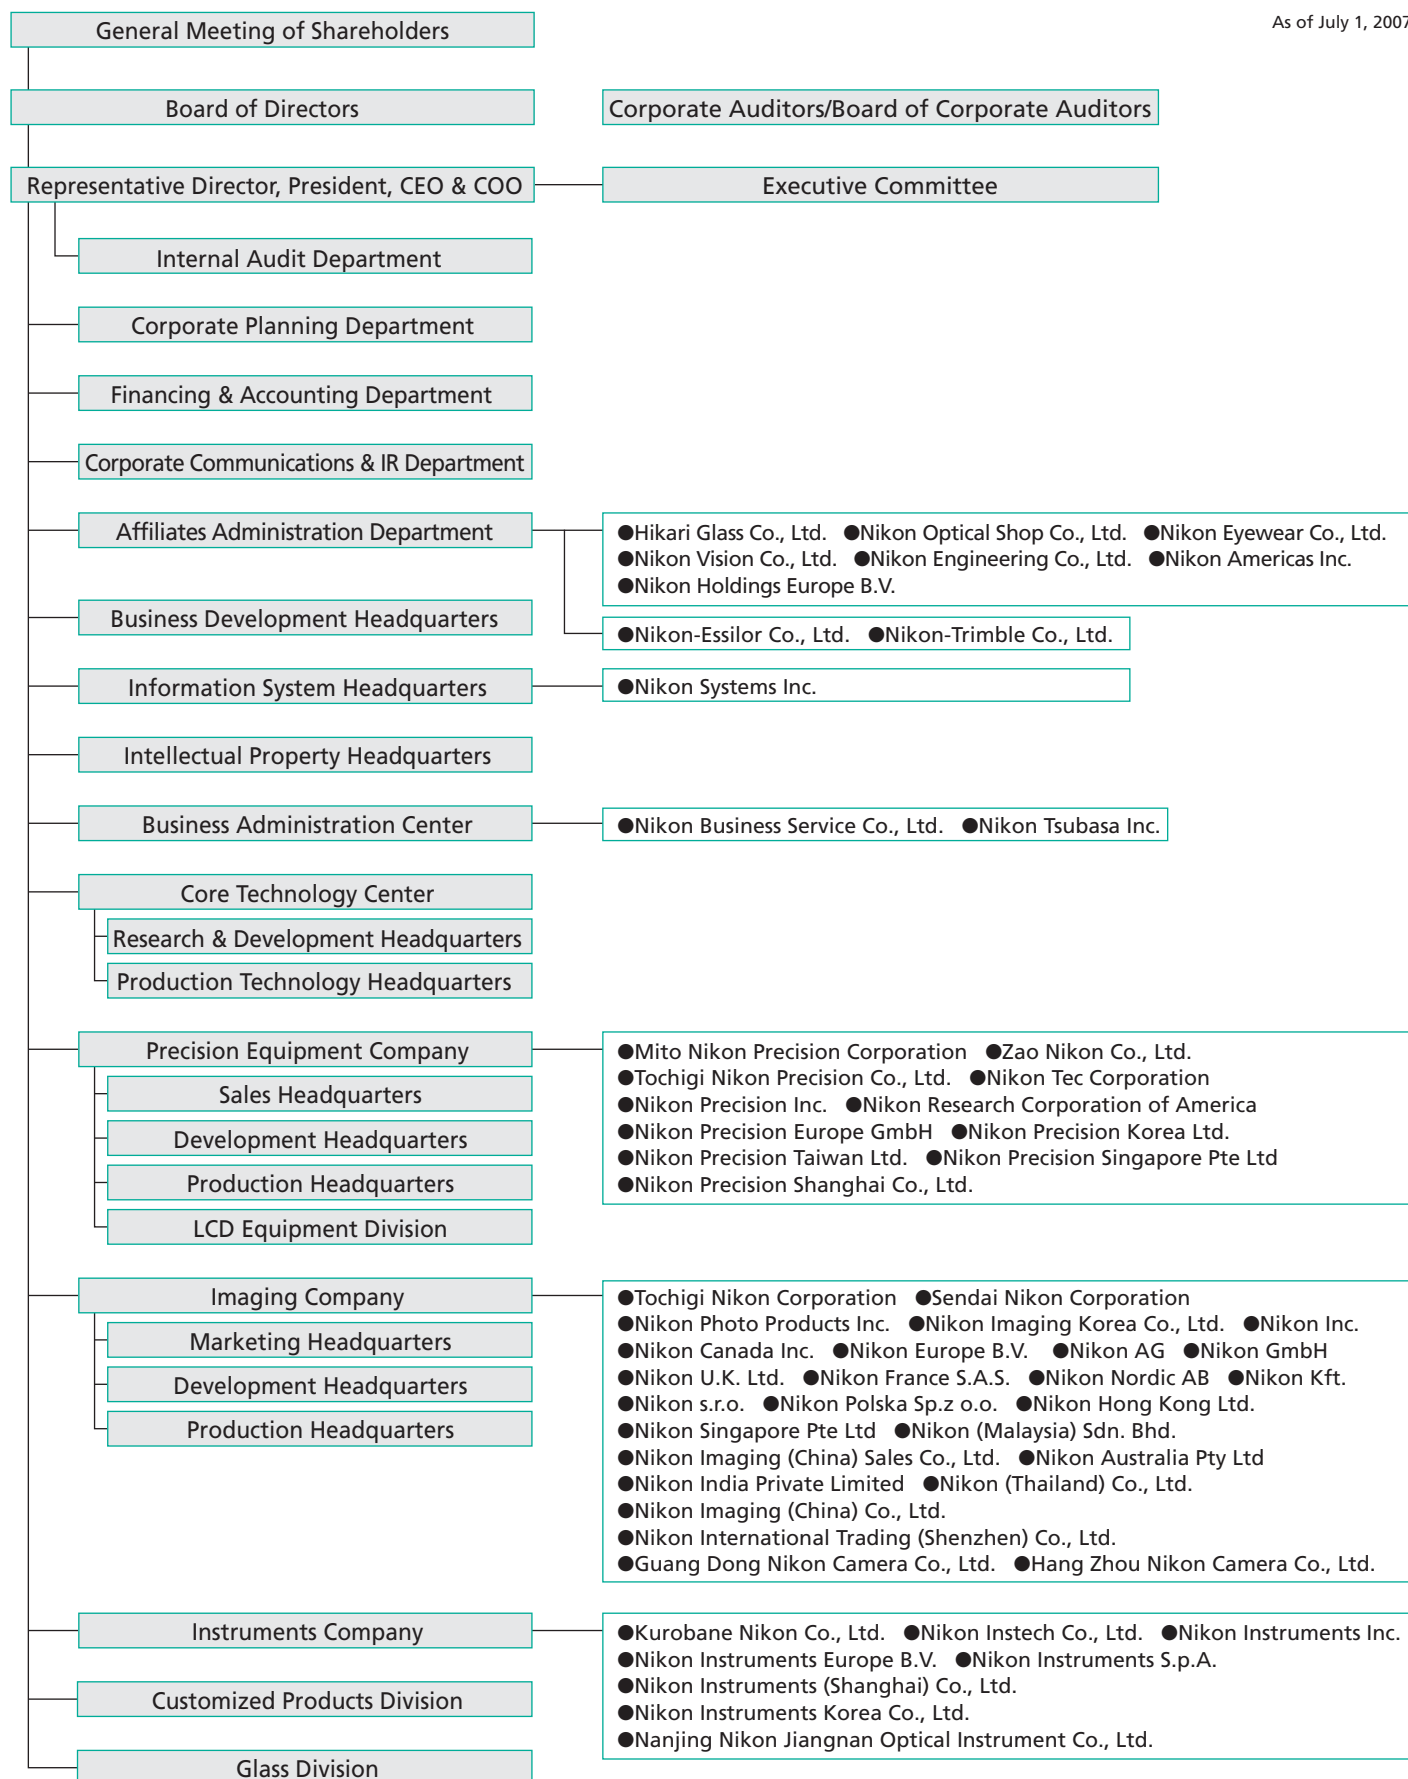 As of July 1, 2007
General Meeting of Shareholders
Board of Directors
Corporate Auditors/Board of Corporate Auditors
Representative Director, President, CEO & COO
Executive Committee
Internal Audit Department
Corporate Planning Department
Financing & Accounting Department
Corporate Communications & IR Department
Affiliates Administration Department
●Hikari Glass Co., Ltd. ●Nikon Optical Shop Co., Ltd. ●Nikon Eyewear Co., Ltd.
●Nikon Vision Co., Ltd. ●Nikon Engineering Co., Ltd. ●Nikon Americas Inc.
●Nikon Holdings Europe B.V.
●Nikon-Essilor Co., Ltd. ●Nikon-Trimble Co., Ltd.
Business Development Headquarters
Information System Headquarters
●Nikon Systems Inc.
Intellectual Property Headquarters
Business Administration Center
●Nikon Business Service Co., Ltd. ●Nikon Tsubasa Inc.
Core Technology Center
Research & Development Headquarters
Production Technology Headquarters
Precision Equipment Company
Sales Headquarters
Development Headquarters
Production Headquarters
LCD Equipment Division
●Mito Nikon Precision Corporation ●Zao Nikon Co., Ltd.
●Tochigi Nikon Precision Co., Ltd. ●Nikon Tec Corporation
●Nikon Precision Inc. ●Nikon Research Corporation of America
●Nikon Precision Europe GmbH ●Nikon Precision Korea Ltd.
●Nikon Precision Taiwan Ltd. ●Nikon Precision Singapore Pte Ltd
●Nikon Precision Shanghai Co., Ltd.
Imaging Company
Marketing Headquarters
Development Headquarters
Production Headquarters
●Tochigi Nikon Corporation ●Sendai Nikon Corporation
●Nikon Photo Products Inc. ●Nikon Imaging Korea Co., Ltd. ●Nikon Inc.
●Nikon Canada Inc. ●Nikon Europe B.V. ●Nikon AG ●Nikon GmbH
●Nikon U.K. Ltd. ●Nikon France S.A.S. ●Nikon Nordic AB ●Nikon Kft.
●Nikon s.r.o. ●Nikon Polska Sp.z o.o. ●Nikon Hong Kong Ltd.
●Nikon Singapore Pte Ltd ●Nikon (Malaysia) Sdn. Bhd.
●Nikon Imaging (China) Sales Co., Ltd. ●Nikon Australia Pty Ltd
●Nikon India Private Limited ●Nikon (Thailand) Co., Ltd.
●Nikon Imaging (China) Co., Ltd.
●Nikon International Trading (Shenzhen) Co., Ltd.
●Guang Dong Nikon Camera Co., Ltd. ●Hang Zhou Nikon Camera Co., Ltd.
Instruments Company
●Kurobane Nikon Co., Ltd. ●Nikon Instech Co., Ltd. ●Nikon Instruments Inc.
●Nikon Instruments Europe B.V. ●Nikon Instruments S.p.A.
●Nikon Instruments (Shanghai) Co., Ltd.
●Nikon Instruments Korea Co., Ltd.
●Nanjing Nikon Jiangnan Optical Instrument Co., Ltd.
Customized Products Division
Glass Division